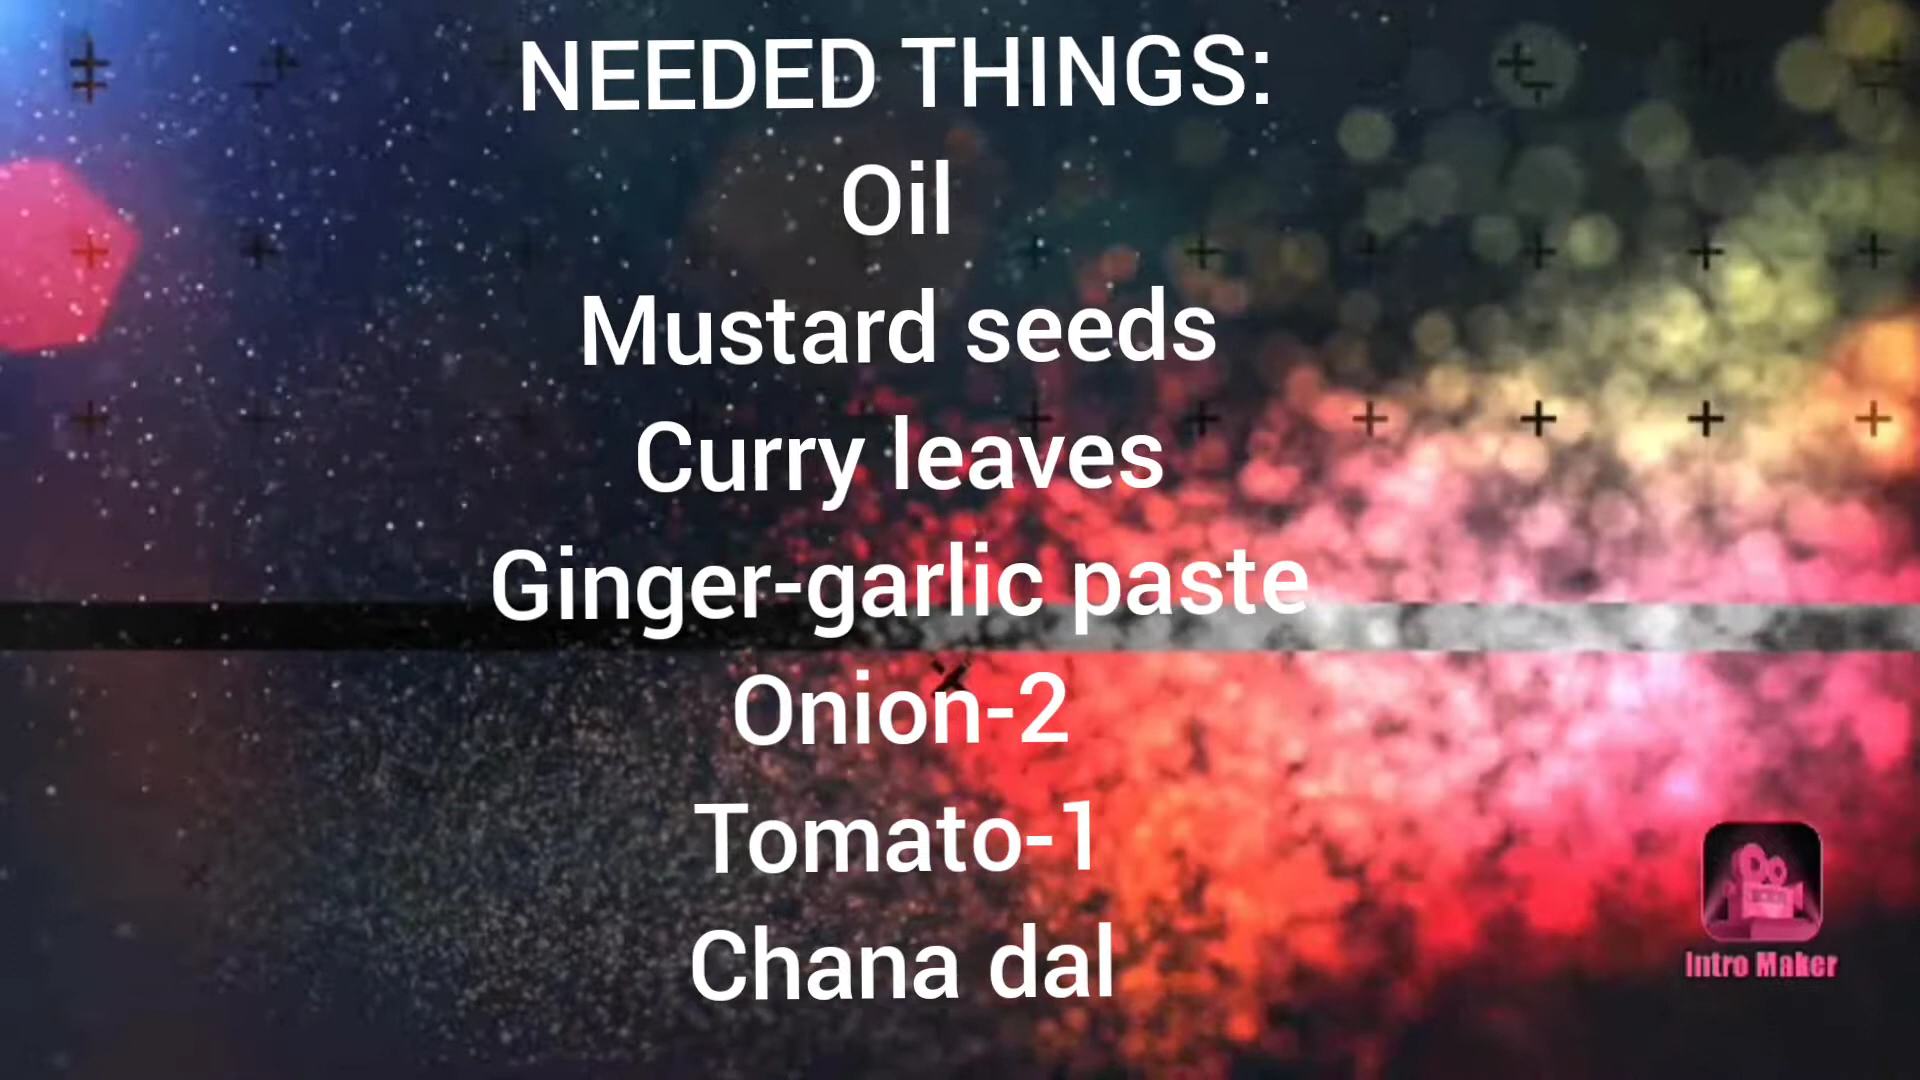 NEEDED THINGS:
Oil
Mustard seeds
Curry leaves
Ginger-garlic paste
Onion-2
Tomato-1
Chana dal
Intro Maker